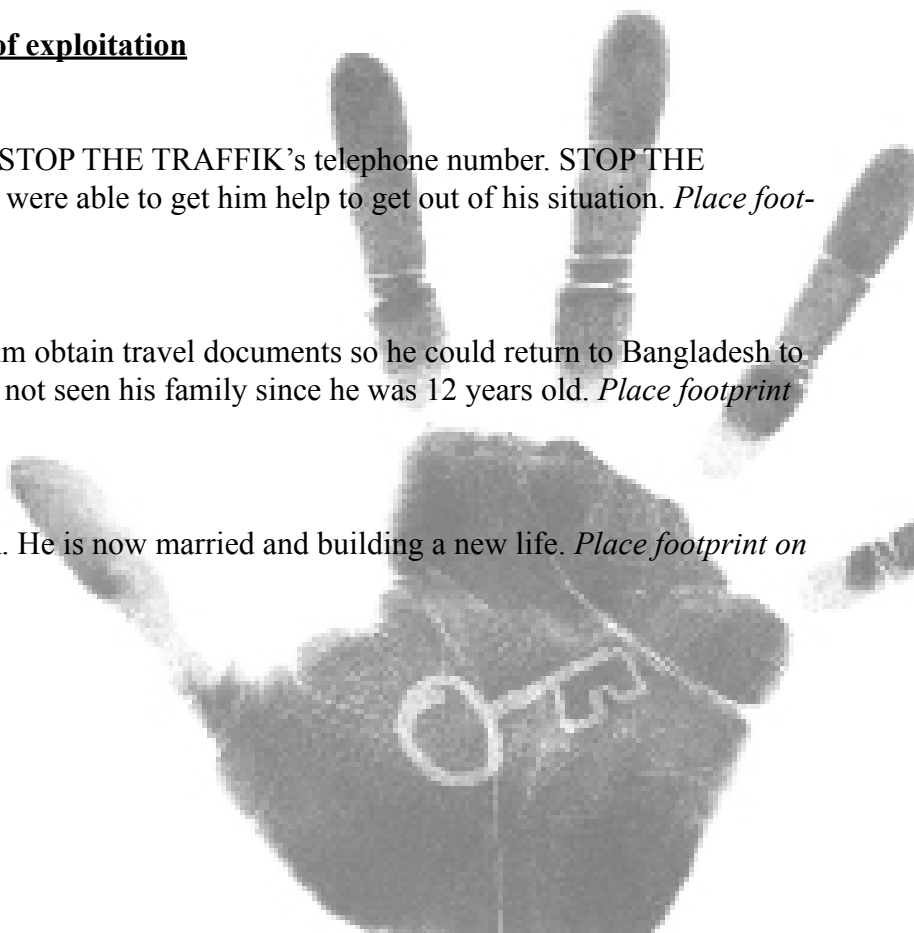 of exploitation
STOP THE TRAFFIK’s telephone number. STOP THE
were able to get him help to get out of his situation. Place foot-
im obtain travel documents so he could return to Bangladesh to
not seen his family since he was 12 years old. Place footprint
. He is now married and building a new life. Place footprint on